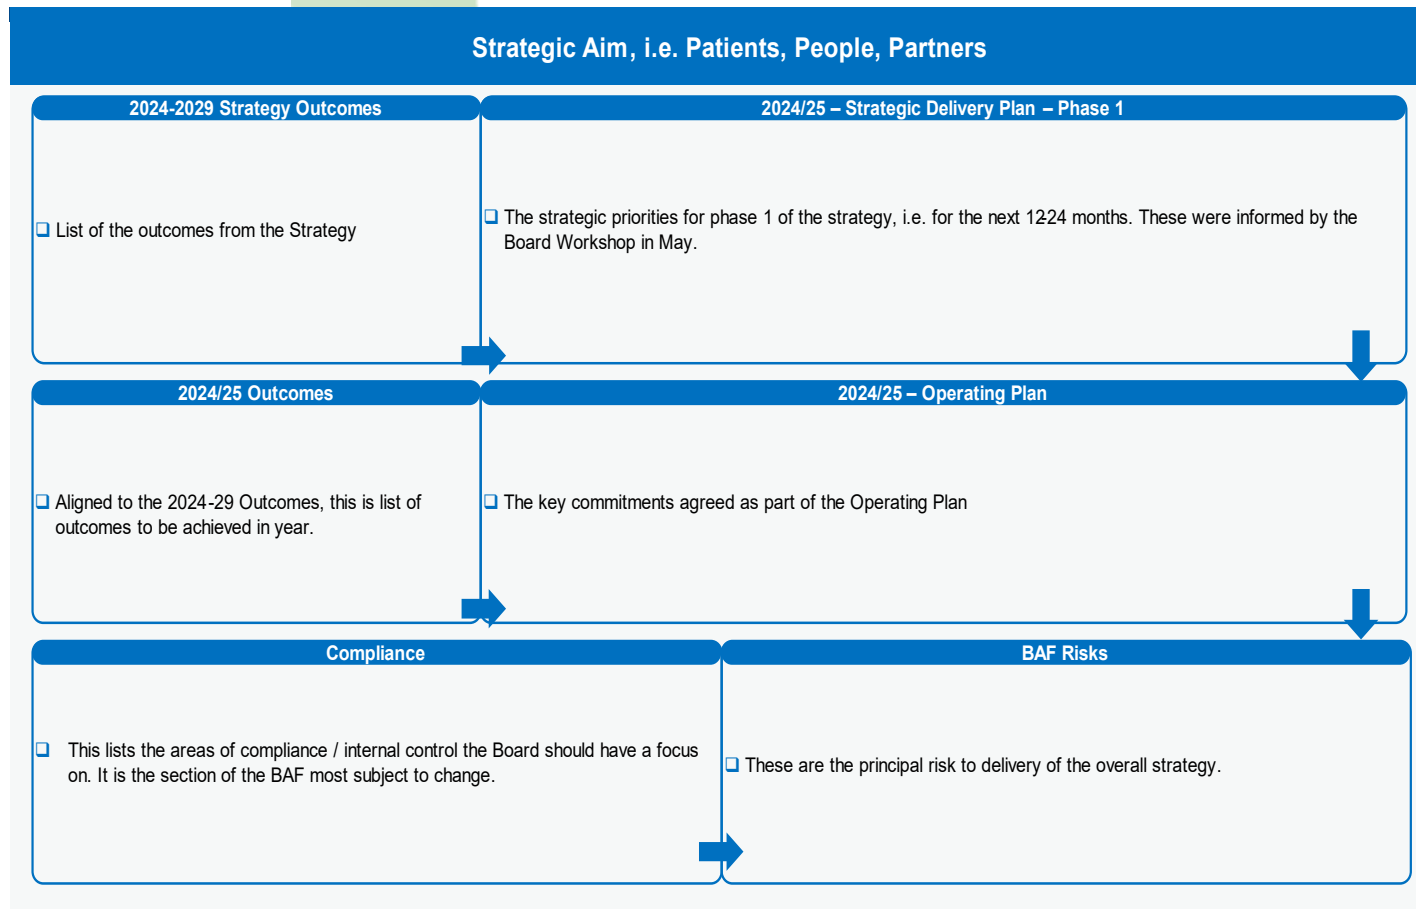 Strategic Aim, i.e. Patients, People, Partners
2024-2029 Strategy Outcomes
❑ List of the outcomes from the Strategy
2024/25 – Strategic Delivery Plan – Phase 1
❑ The strategic priorities for phase 1 of the strategy, i.e. for the next 12-24 months. These were informed by the
Board Workshop in May.
2024/25 Outcomes
❑ Aligned to the 2024-29 Outcomes, this is list of
outcomes to be achieved in year.
2024/25 – Operating Plan
❑ The key commitments agreed as part of the Operating Plan
Compliance
❑ This lists the areas of compliance / internal control the Board should have a focus
on. It is the section of the BAF most subject to change.
BAF Risks
❑ These are the principal risk to delivery of the overall strategy.